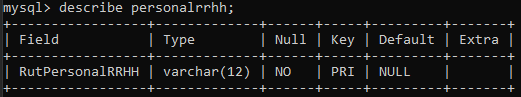 mysql> describe personalrrhh;
+------------------+-------------+------+-----+---------+-------+
| Field            | Type        | Null | Key | Default | Extra |
+------------------+-------------+------+-----+---------+-------+
| RutPersonalRRHH | varchar(12) | NO   | PRI | NULL    |       |
+------------------+-------------+------+-----+---------+-------+